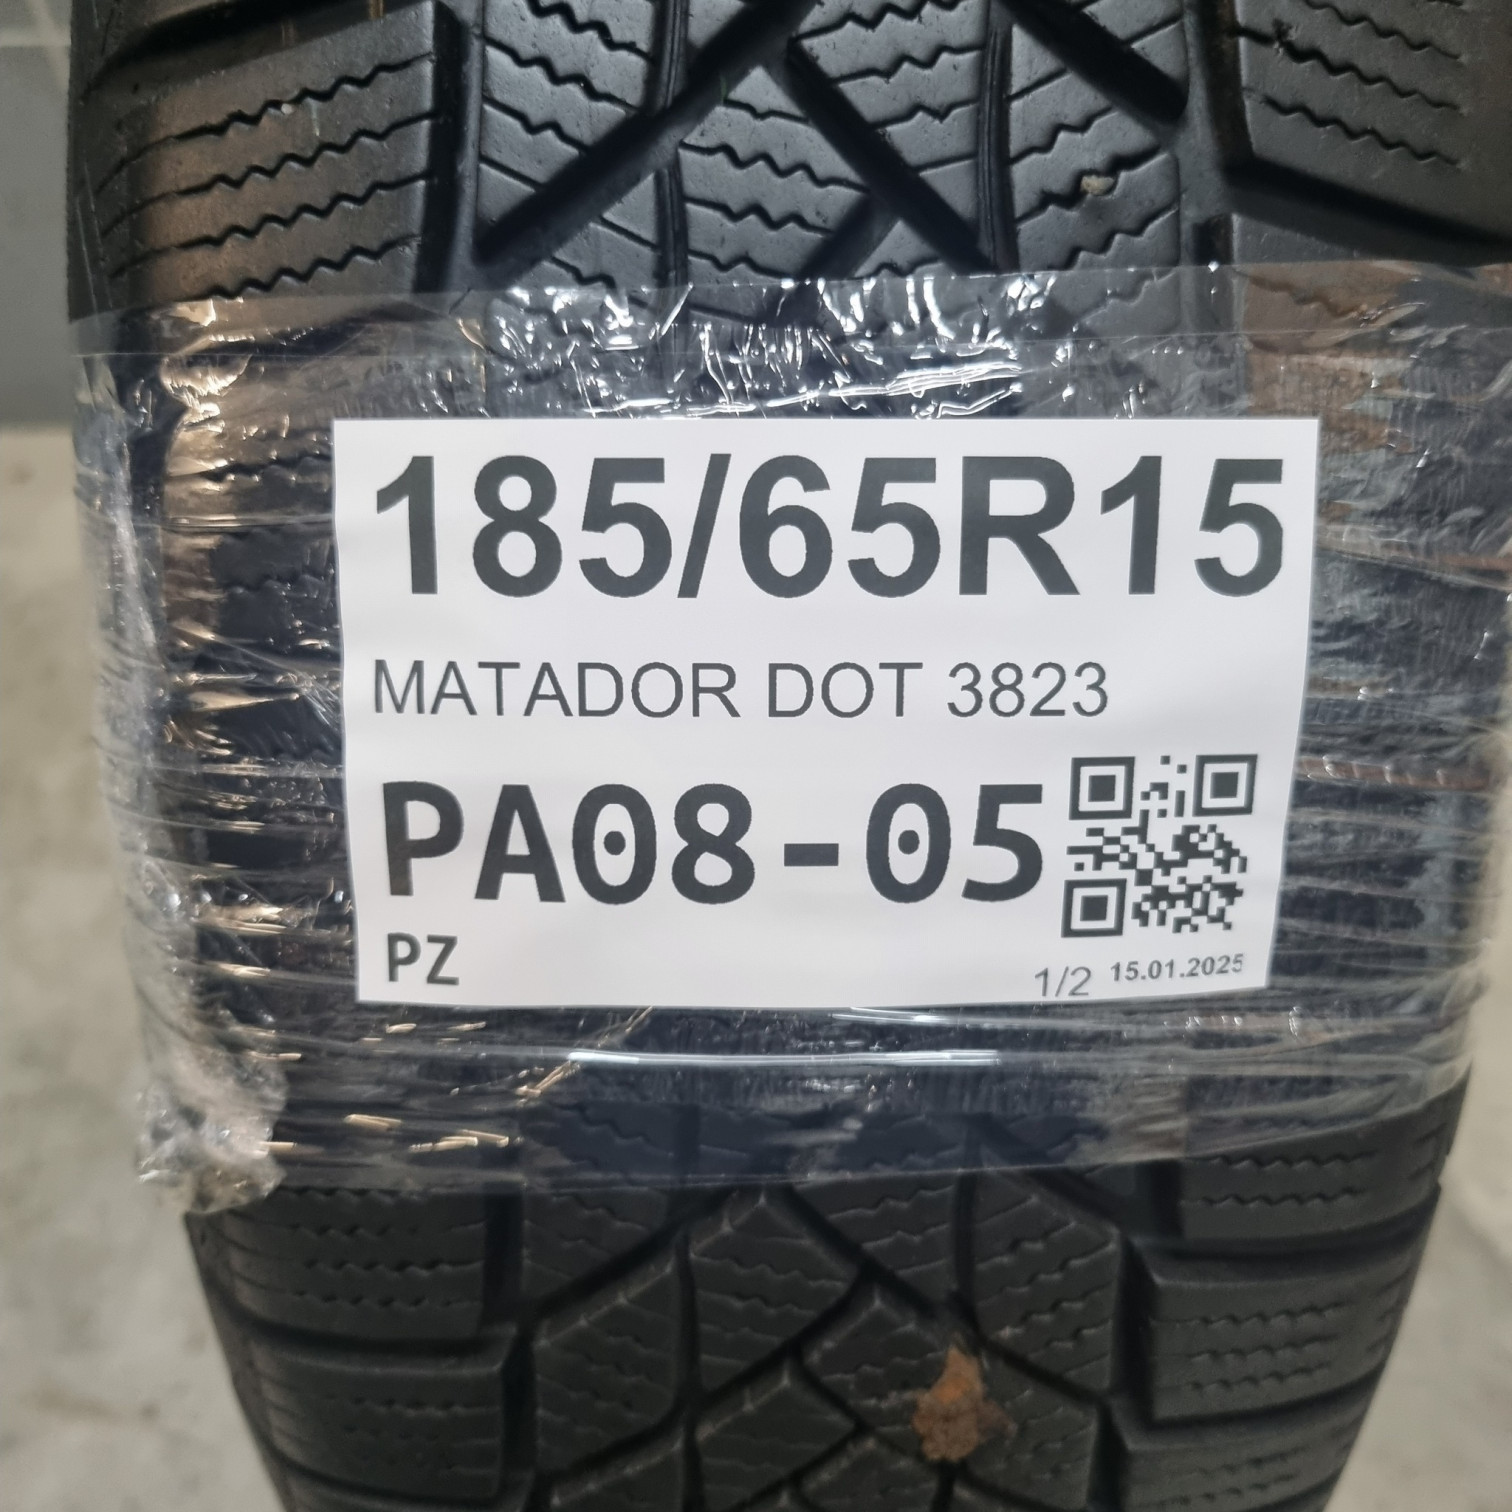 185/65R15
MATADOR DOT 3823
PA08-05
PZ
1/2 15.01.2025